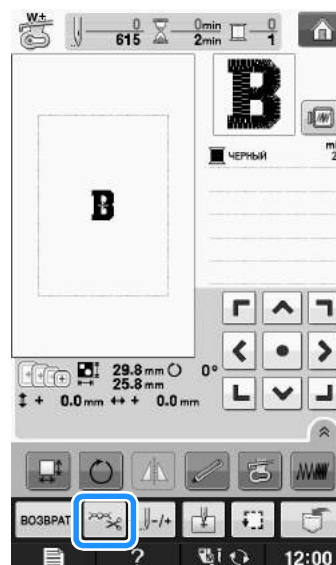 W+
0 0min 0
615 2min 1
B
ЧЕРНЫЙ
B
29.8 mm 0°
25.8 mm
+ 0.0 mm + 0.0 mm
ВОЗВРАТ -/+
? i 12:00